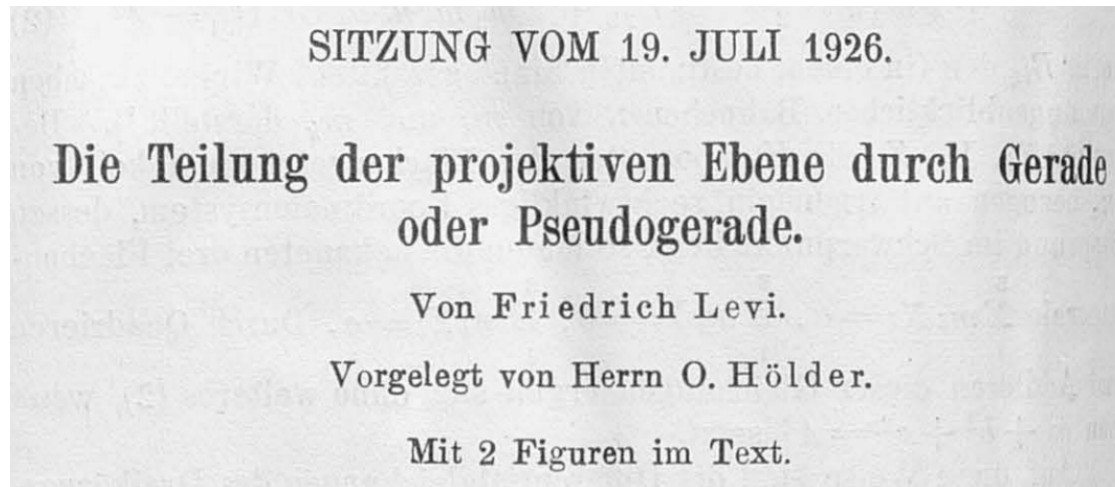 SITZUNG VOM 19. JULI 1926.
Die Teilung der projektiven Ebene durch Gerade
oder Pseudogerade.
Von Friedrich Levi.
Vorgelegt von Herrn O. Hölder.
Mit 2 Figuren im Text.